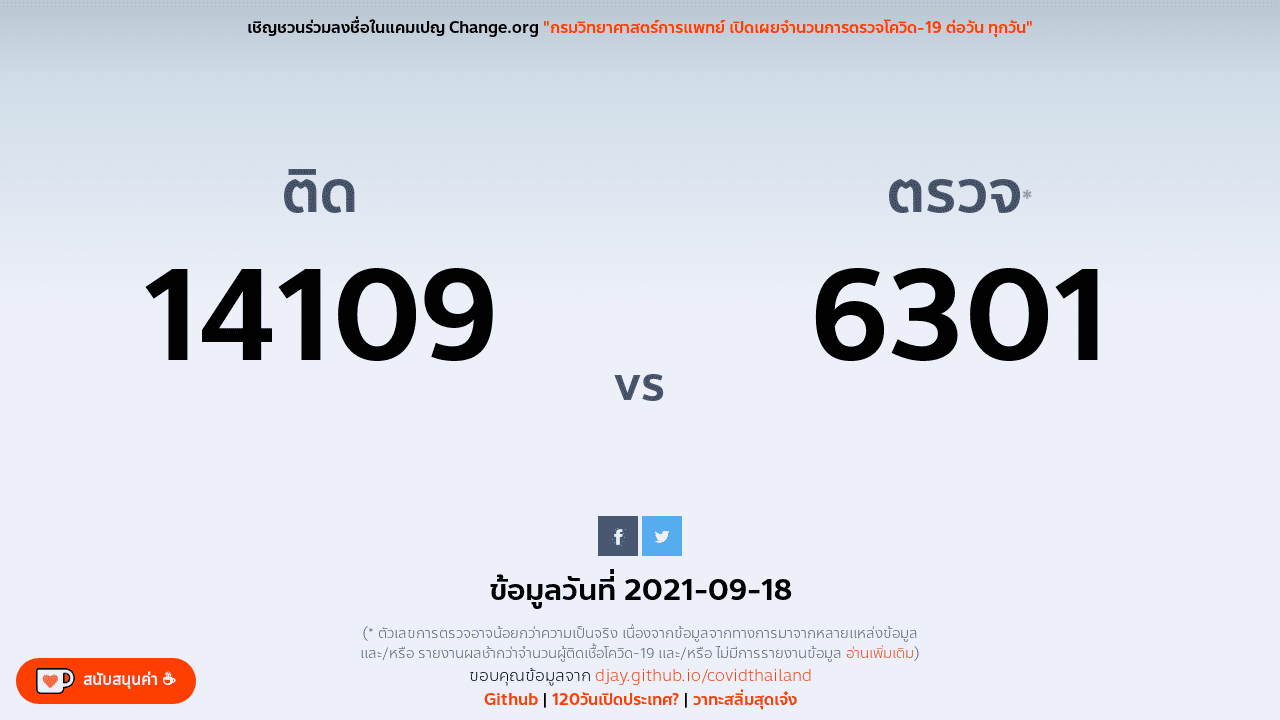 เชิญชวนร่วมลงชื่อในแคมเปญ Change.org "กรมวิทยาศาสตร์การแพทย์ เปิดเผยจำนวนการตรวจโควิด-19 ต่อวัน ทุกวัน"
ติด
ตรวจ*
14109
6301
vs
ข้อมูลวันที่ 2021-09-18
(* ตัวเลขการตรวจอาจน้อยกว่าความเป็นจริง เนื่องจากข้อมูลจากทางการมาจากหลายแหล่งข้อมูล
และ/หรือ รายงานผลช้ากว่าจำนวนผู้ติดเชื้อโควิด-19 และ/หรือ ไม่มีการรายงานข้อมูล อ่านเพิ่มเติม)
ขอบคุณข้อมูลจาก djay.github.io/covidthailand
Github | 120วันเปิดประเทศ? | วาทะสลิ่มสุดเจ๋ง
สนับสนุนค่า ☕